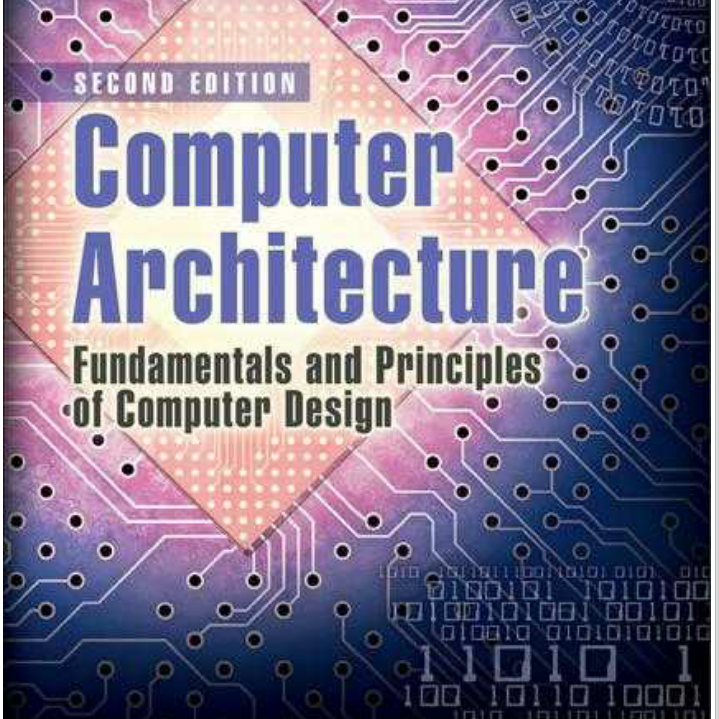 SECOND EDITION
Computer
Architecture
Fundamentals and Principles
of Computer Design